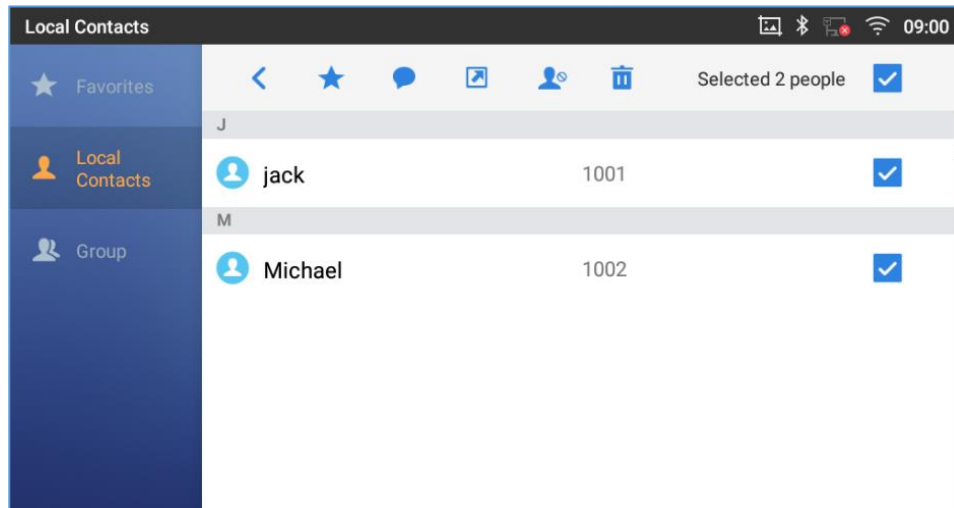 Local Contacts
09:00
Favorites
Local
Contacts
Group
Selected 2 people
J
jack
1001
M
Michael
1002